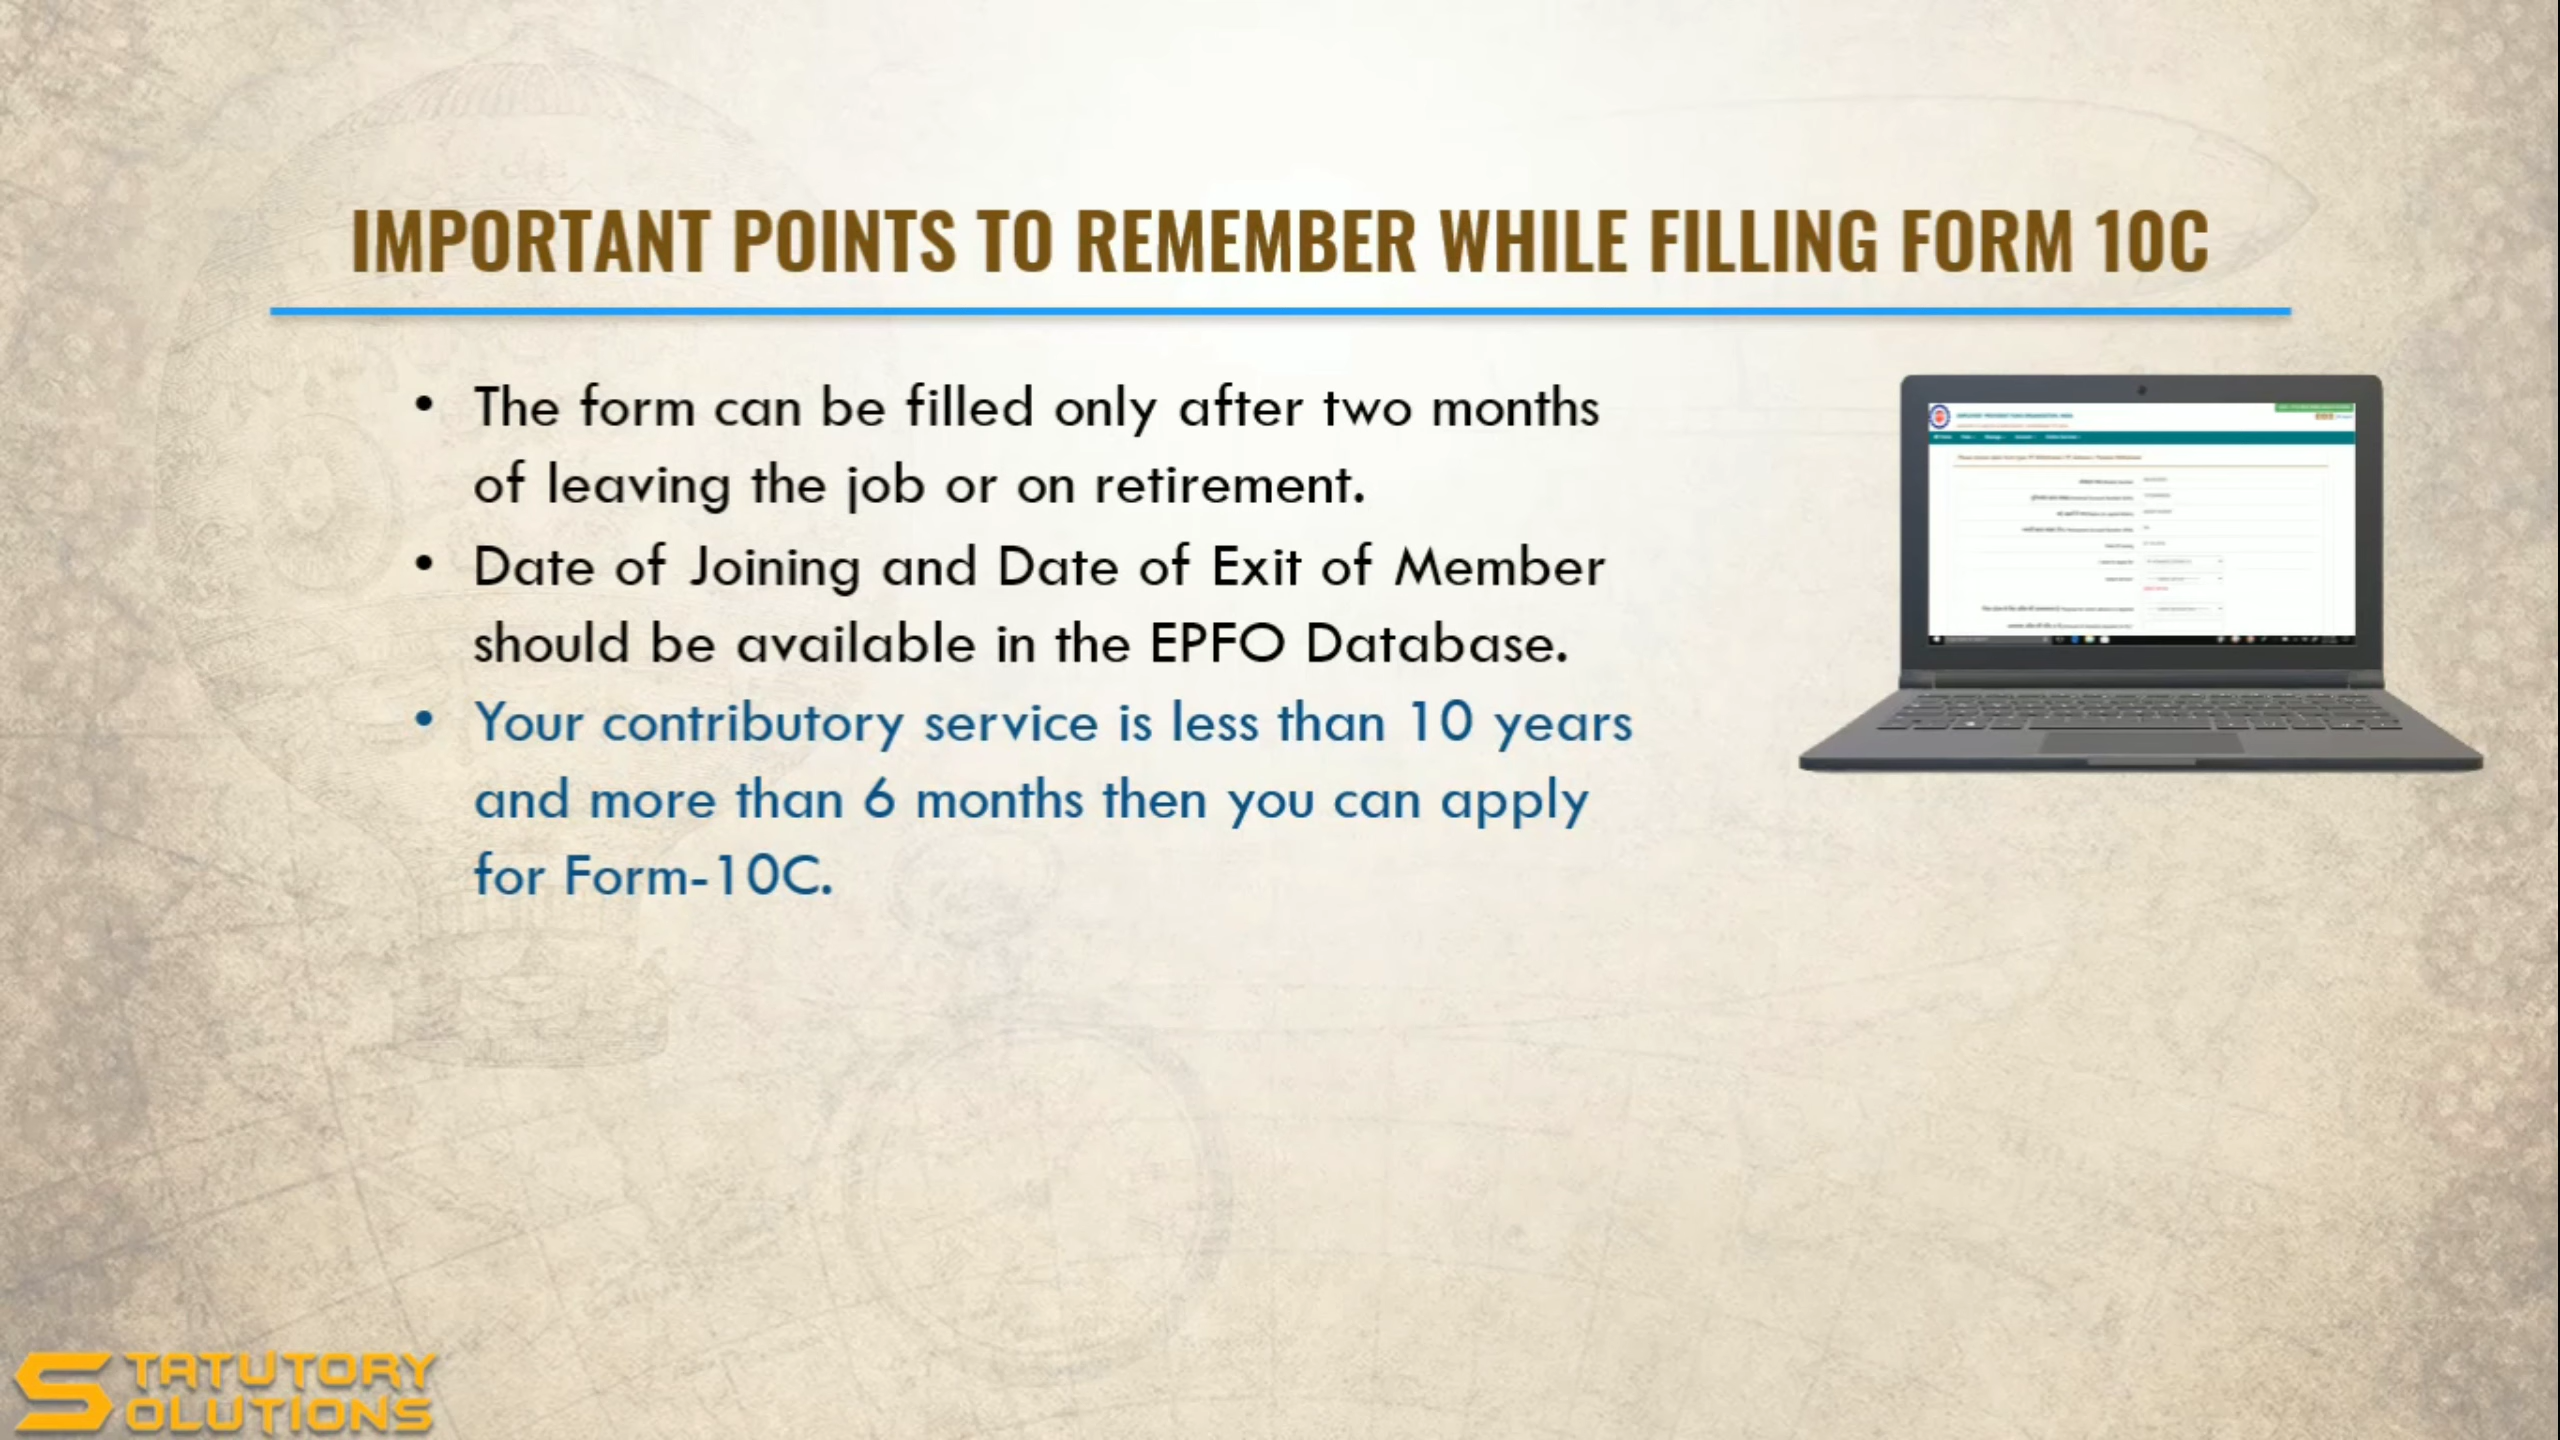 IMPORTANT POINTS TO REMEMBER WHILE FILLING FORM 10C
• The form can be filled only after two months
of leaving the job or on retirement.
• Date of Joining and Date of Exit of Member
should be available in the EPFO Database.
• Your contributory service is less than 10 years
and more than 6 months then you can apply
for Form-10C.
STATUTORY
SOLUTIONS